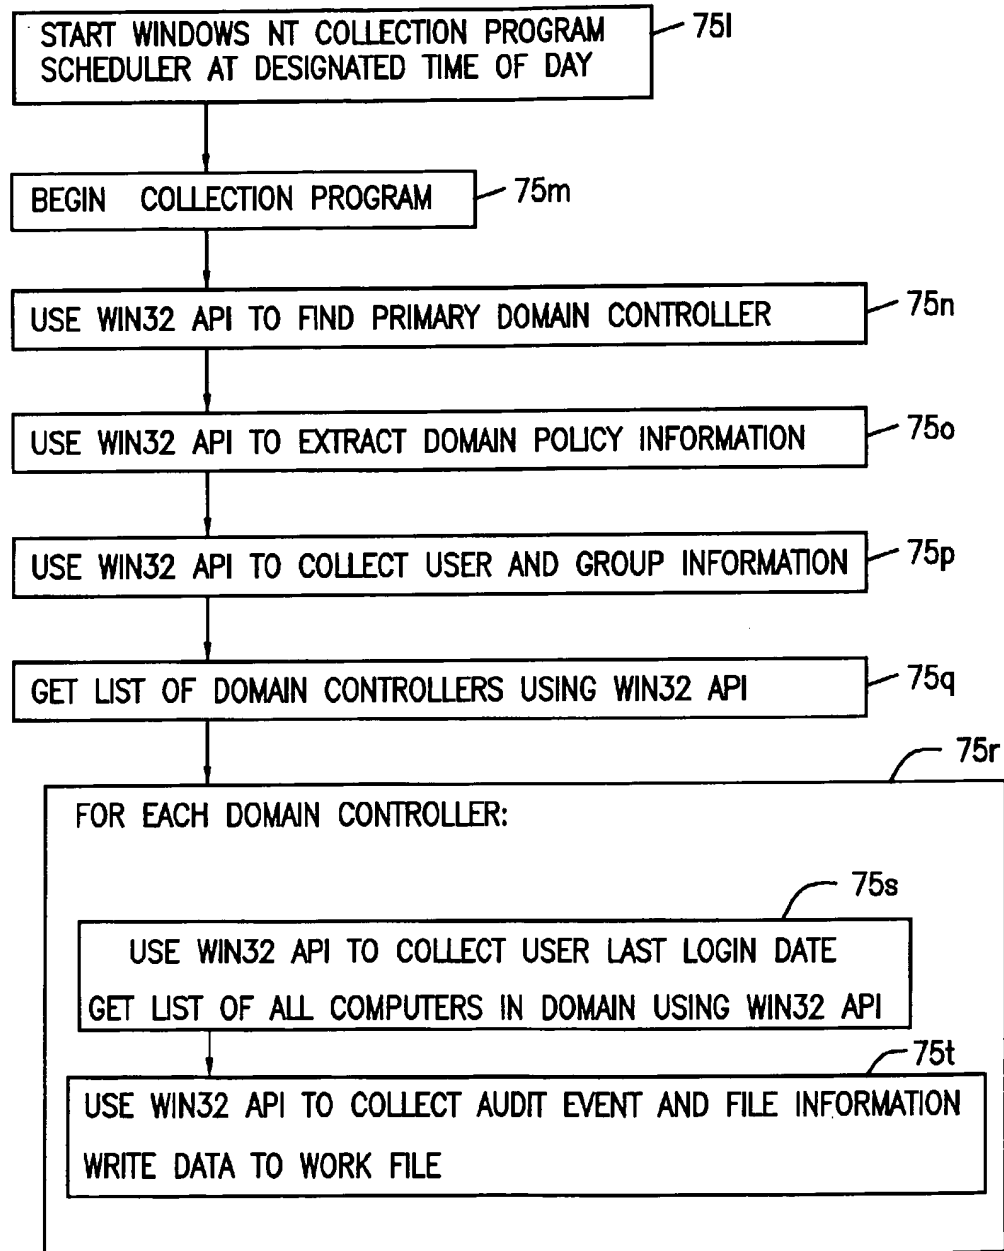 START WINDOWS NT COLLECTION PROGRAM
SCHEDULER AT DESIGNATED TIME OF DAY
75l
BEGIN COLLECTION PROGRAM
75m
USE WIN32 API TO FIND PRIMARY DOMAIN CONTROLLER
75n
USE WIN32 API TO EXTRACT DOMAIN POLICY INFORMATION
75o
USE WIN32 API TO COLLECT USER AND GROUP INFORMATION
75p
GET LIST OF DOMAIN CONTROLLERS USING WIN32 API
75q
75r
FOR EACH DOMAIN CONTROLLER:
75s
USE WIN32 API TO COLLECT USER LAST LOGIN DATE
GET LIST OF ALL COMPUTERS IN DOMAIN USING WIN32 API
75t
USE WIN32 API TO COLLECT AUDIT EVENT AND FILE INFORMATION
WRITE DATA TO WORK FILE